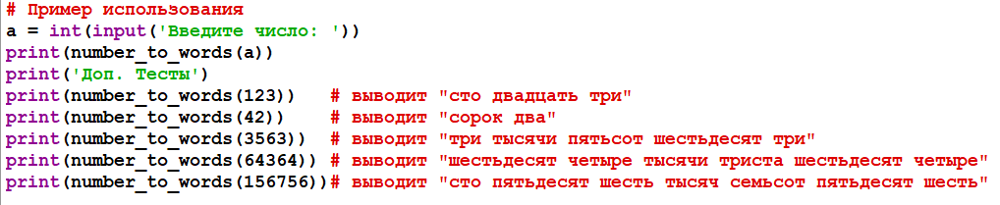 # Пример использования
a = int(input('Введите число: '))
print(number_to_words(a))
print('Доп. Тесты')
print(number_to_words(123))   # выводит "сто двадцать три"
print(number_to_words(42))    # выводит "сорок два"
print(number_to_words(3563))  # выводит "три тысячи пятьсот шестьдесят три"
print(number_to_words(64364)) # выводит "шестьдесят четыре тысячи триста шестьдесят четыре"
print(number_to_words(156756))# выводит "сто пятьдесят шесть тысяч семьсот пятьдесят шесть"